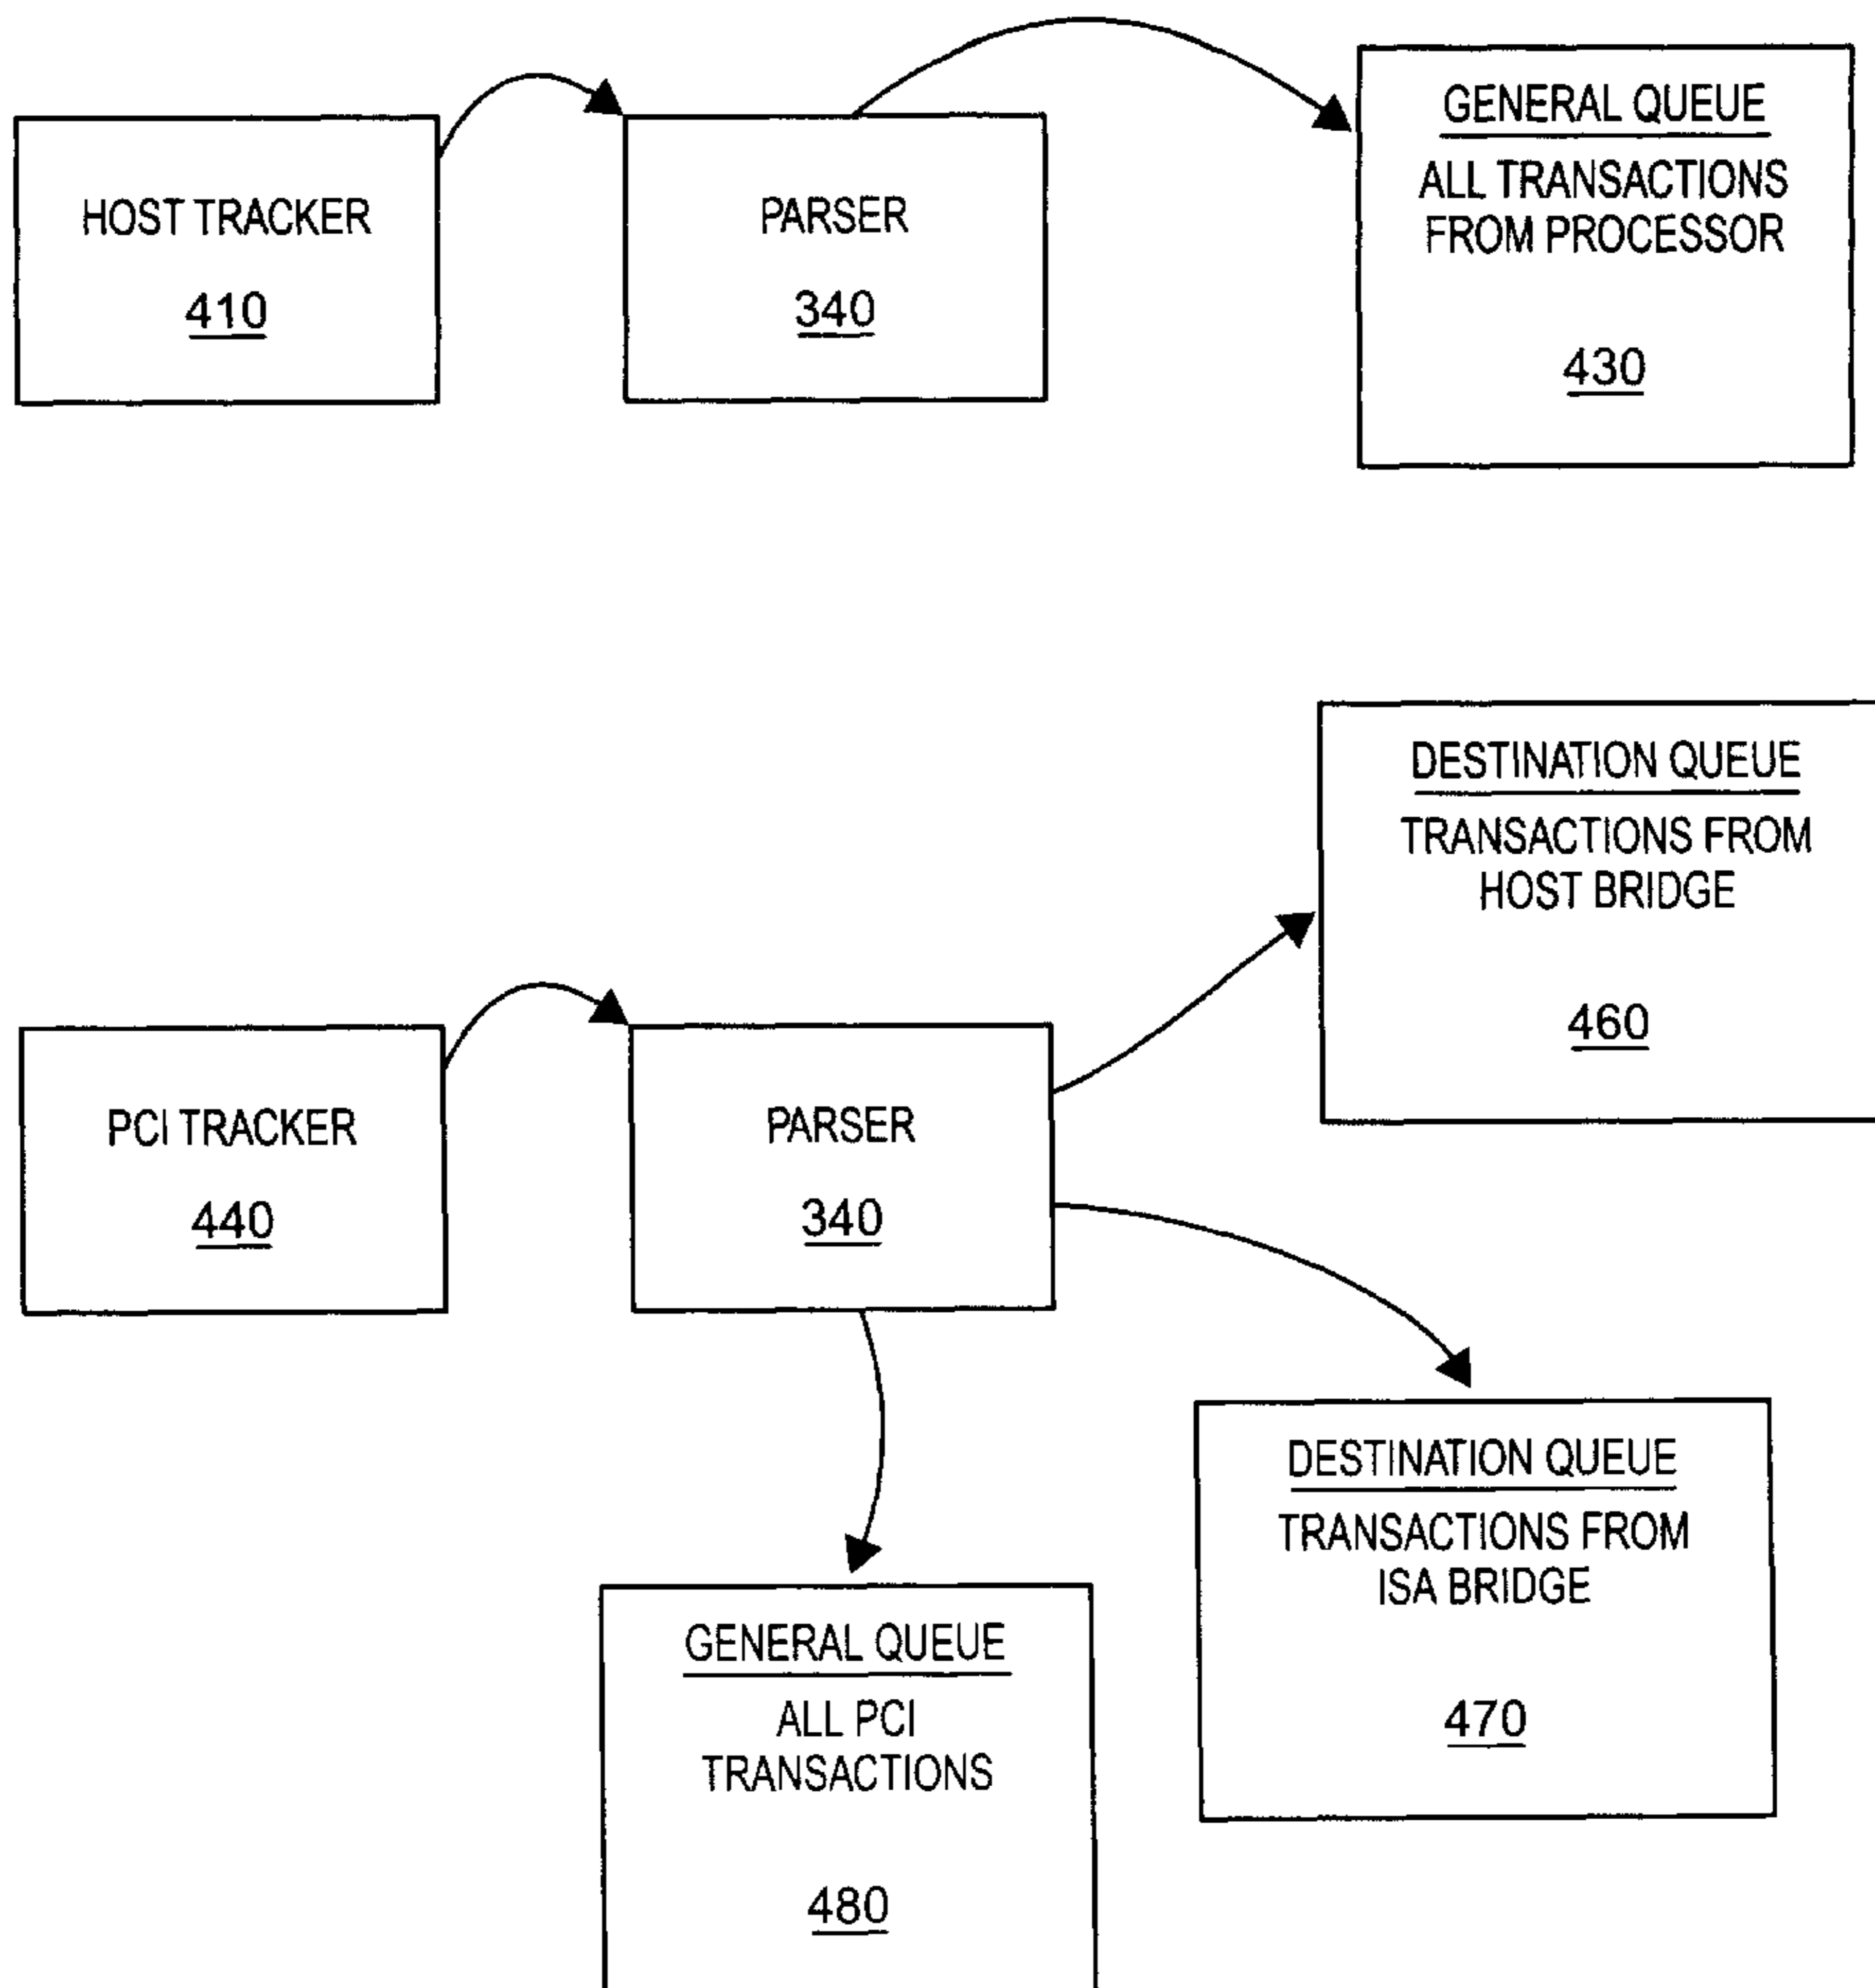 HOST TRACKER
410
PARSER
340
GENERAL QUEUE
ALL TRANSACTIONS
FROM PROCESSOR
430
DESTINATION QUEUE
TRANSACTIONS FROM
HOST BRIDGE
460
PCI TRACKER
440
PARSER
340
DESTINATION QUEUE
TRANSACTIONS FROM
ISA BRIDGE
470
GENERAL QUEUE
ALL PCI
TRANSACTIONS
480